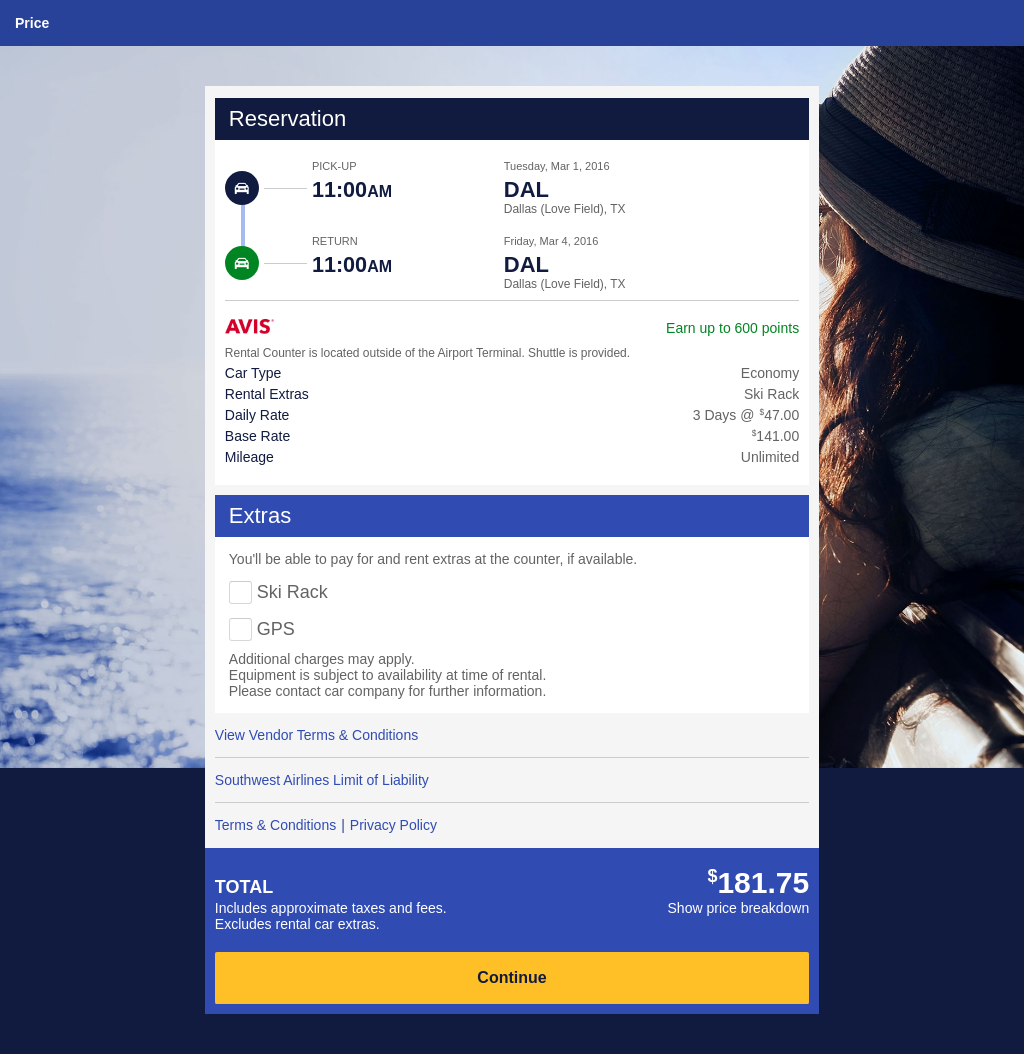 Price
Reservation
PICK-UP
Tuesday, Mar 1, 2016
11:00AM
DAL
Dallas (Love Field), TX
RETURN
Friday, Mar 4, 2016
11:00AM
DAL
Dallas (Love Field), TX
AVIS
Earn up to 600 points
Rental Counter is located outside of the Airport Terminal. Shuttle is provided.
Car Type Economy
Rental Extras Ski Rack
Daily Rate 3 Days @ $47.00
Base Rate $141.00
Mileage Unlimited
Extras
You'll be able to pay for and rent extras at the counter, if available.
Ski Rack
GPS
Additional charges may apply.
Equipment is subject to availability at time of rental.
Please contact car company for further information.
View Vendor Terms & Conditions
Southwest Airlines Limit of Liability
Terms & Conditions | Privacy Policy
TOTAL $181.75
Includes approximate taxes and fees. Show price breakdown
Excludes rental car extras.
Continue